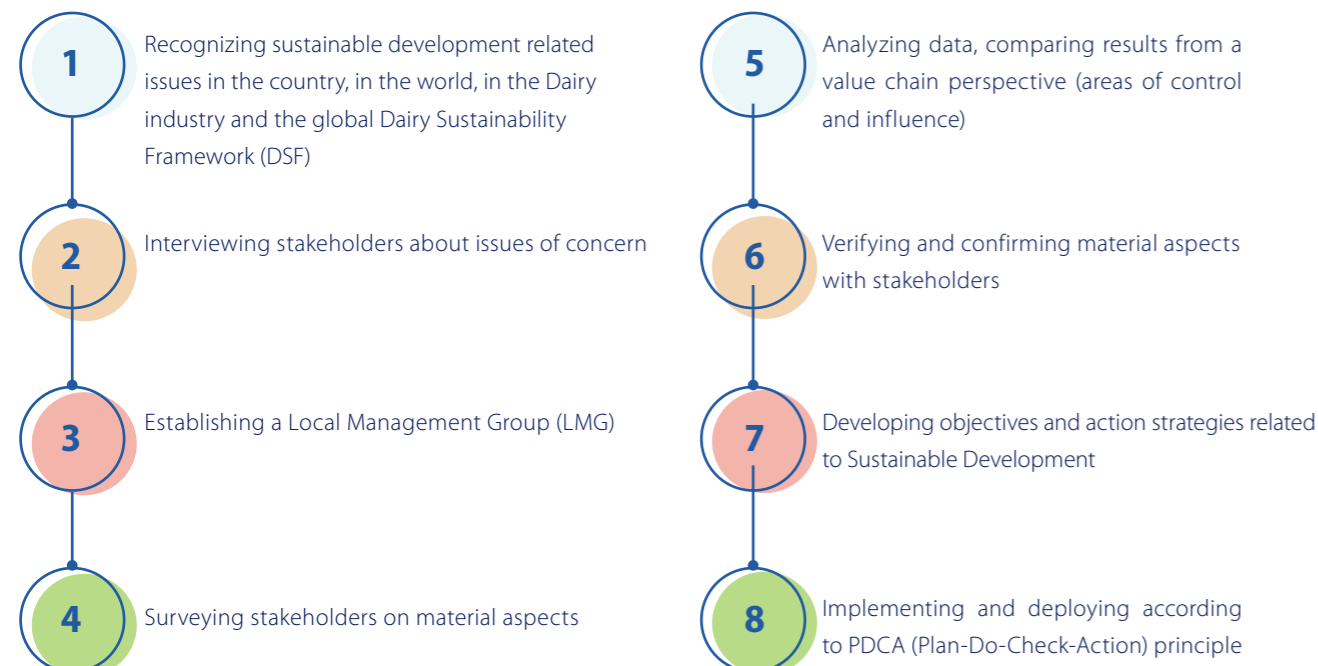 1
Recognizing sustainable development related
issues in the country, in the world, in the Dairy
industry and the global Dairy Sustainability
Framework (DSF)
2
Interviewing stakeholders about issues of concern
3
Establishing a Local Management Group (LMG)
4
Surveying stakeholders on material aspects
5
Analyzing data, comparing results from a
value chain perspective (areas of control
and influence)
6
Verifying and confirming material aspects
with stakeholders
7
Developing objectives and action strategies related
to Sustainable Development
8
Implementing and deploying according
to PDCA (Plan-Do-Check-Action) principle